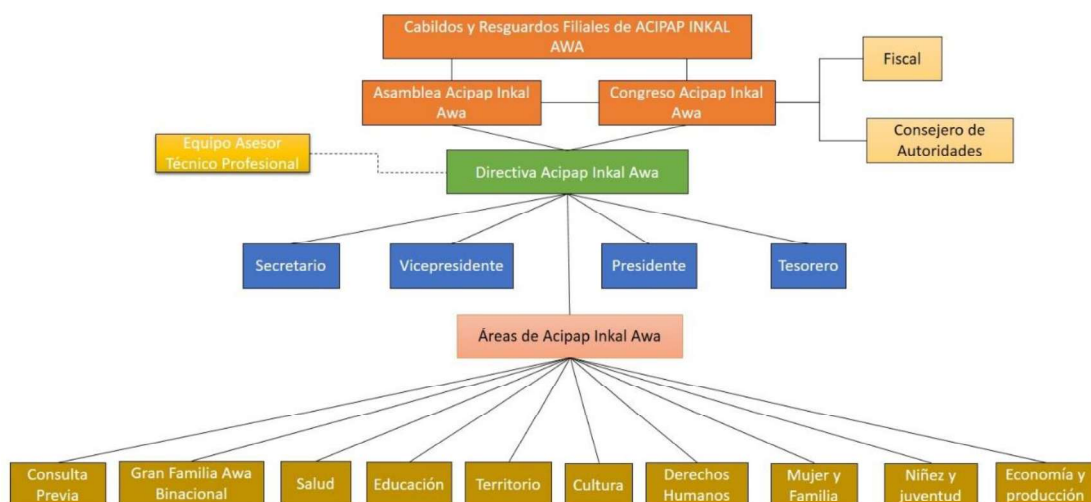 Cabildos y Resguardos Filiales de ACIPAP INKAL
AWA
Fiscal
Asamblea Acipap Inkal
Awa
Congreso Acipap Inkal
Awa
Equipo Asesor
Técnico Profesional
Consejero de
Autoridades
Directiva Acipap Inkal Awa
Secretario
Vicepresidente
Presidente
Tesorero
Áreas de Acipap Inkal Awa
Consulta
Previa
Gran Familia Awa
Binacional
Salud
Educación
Territorio
Cultura
Derechos
Humanos
Mujer y
Familia
Niñez y
juventud
Economía y
producción